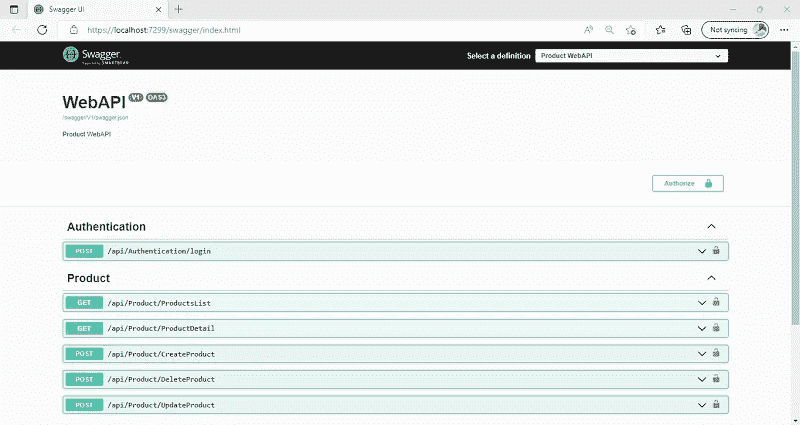 Swagger UI
https://localhost:7299/swagger/index.html
Not syncing
Swagger
Supported by SMARTBEAR
Select a definition
Product WebAPI
WebAPI V1 OAS3
/swagger/V1/swagger.json
Product WebAPI
Authorize
Authentication
POST /api/Authentication/login
Product
GET /api/Product/ProductsList
GET /api/Product/ProductDetail
POST /api/Product/CreateProduct
POST /api/Product/DeleteProduct
POST /api/Product/UpdateProduct